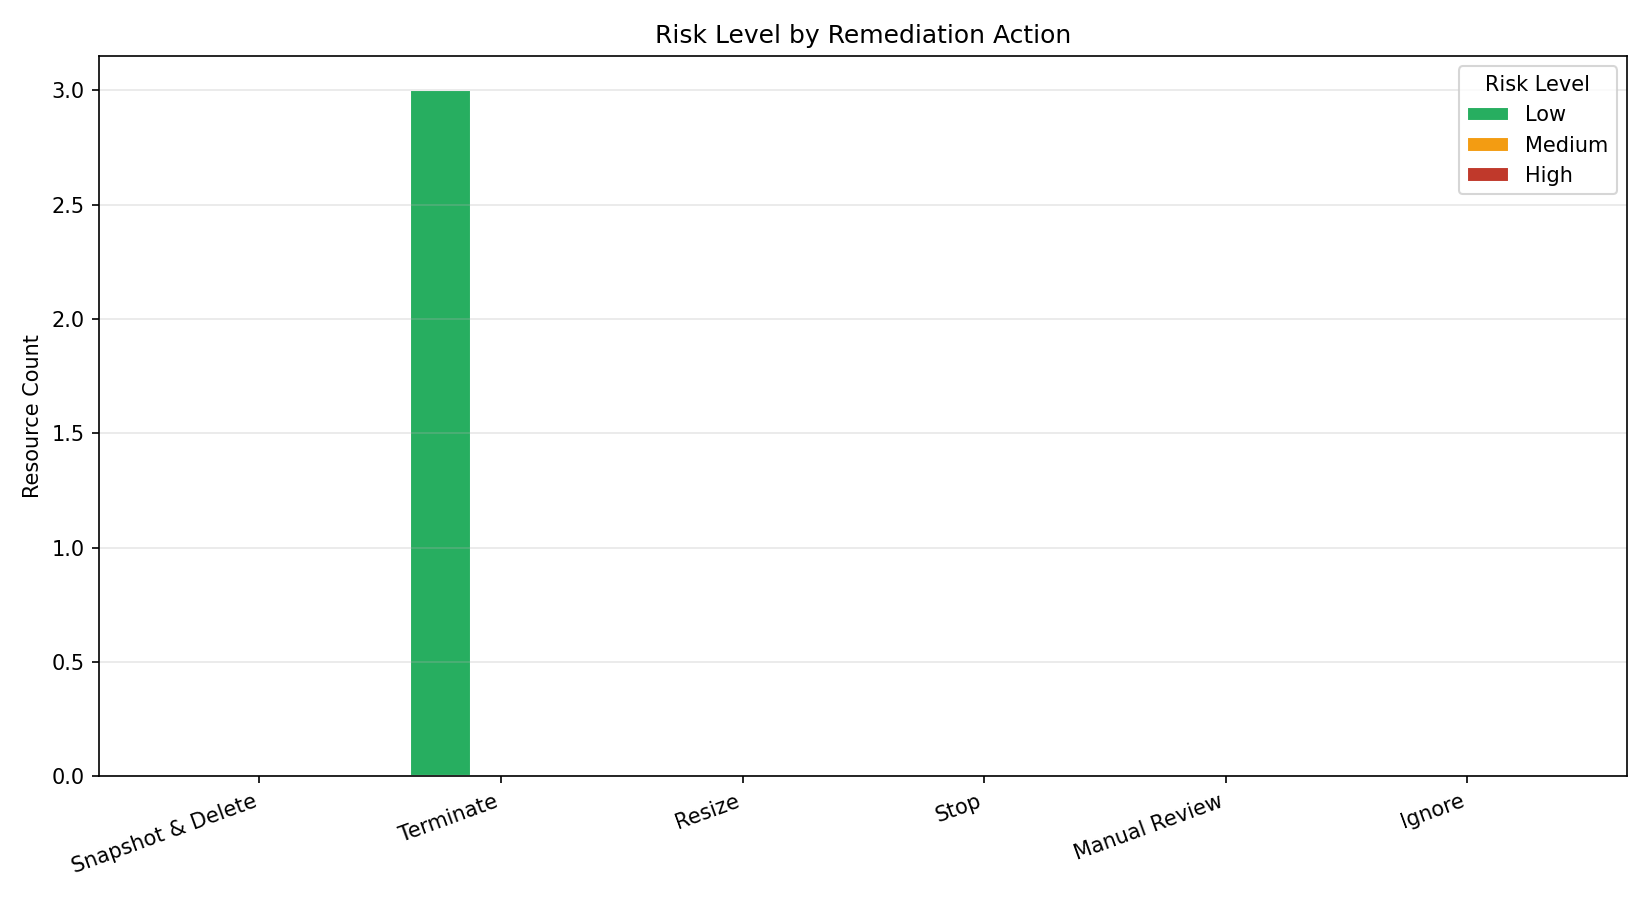 Risk Level by Remediation Action
Risk Level
Low
Medium
High
Resource Count
3.0
2.5
2.0
1.5
1.0
0.5
0.0
Snapshot & Delete
Terminate
Resize
Stop
Manual Review
Ignore